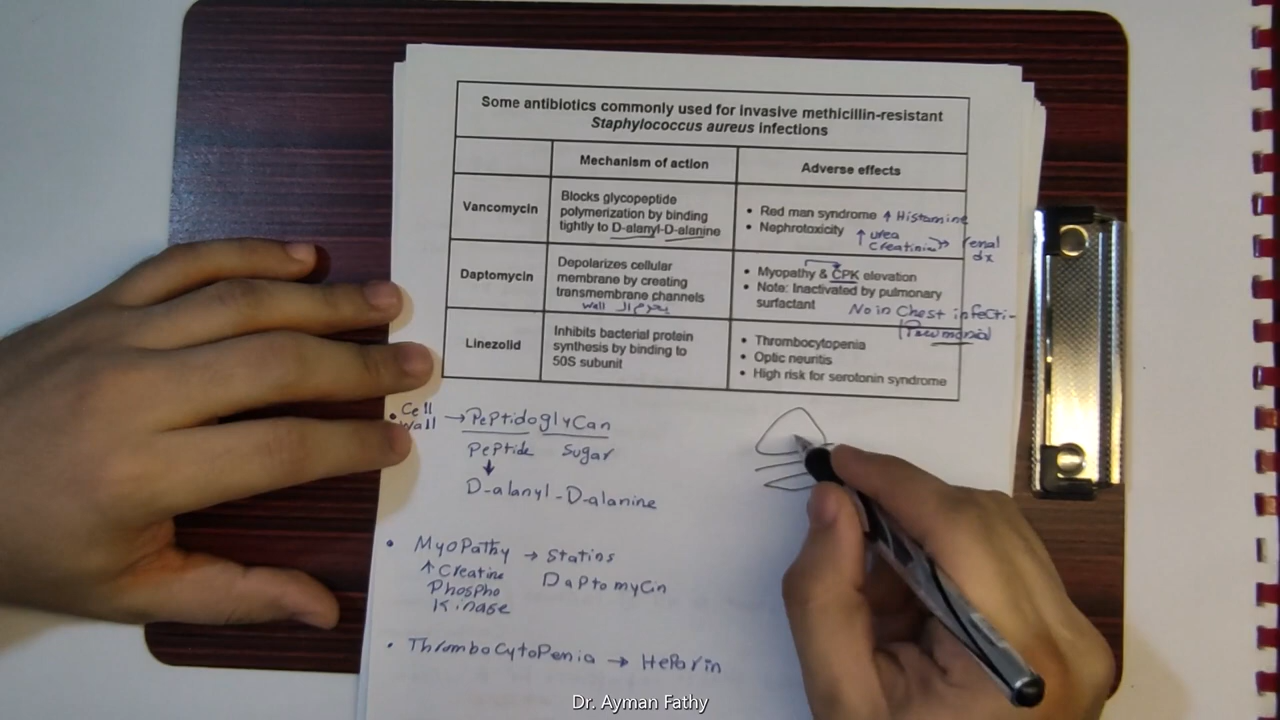 Some antibiotics commonly used for invasive methicillin-resistant
Staphylococcus aureus infections
Mechanism of action
Adverse effects
Vancomycin
Blocks glycopeptide
polymerization by binding
tightly to D-alanyl-D-alanine
• Red man syndrome ↑ Histamine
• Nephrotoxicity ↑ urea
Creatinin → renal
dx
Daptomycin
Depolarizes cellular
membrane by creating
transmembrane channels
wall بخرم ال
• Myopathy & CPK elevation
• Note: Inactivated by pulmonary
surfactant
No in Chest infecti-
Pneumonia
Linezolid
Inhibits bacterial protein
synthesis by binding to
50S subunit
• Thrombocytopenia
• Optic neuritis
• High risk for serotonin syndrome
• Cell
wall → PePtidoglyCan
PePtide Sugar
↓
D-alanyl-D-alanine
• MyoPathy → Statins
↑ Creatine DaPtomyCin
Phospho
Kinase
• ThromboCytoPenia → HePArin
Dr. Ayman Fathy